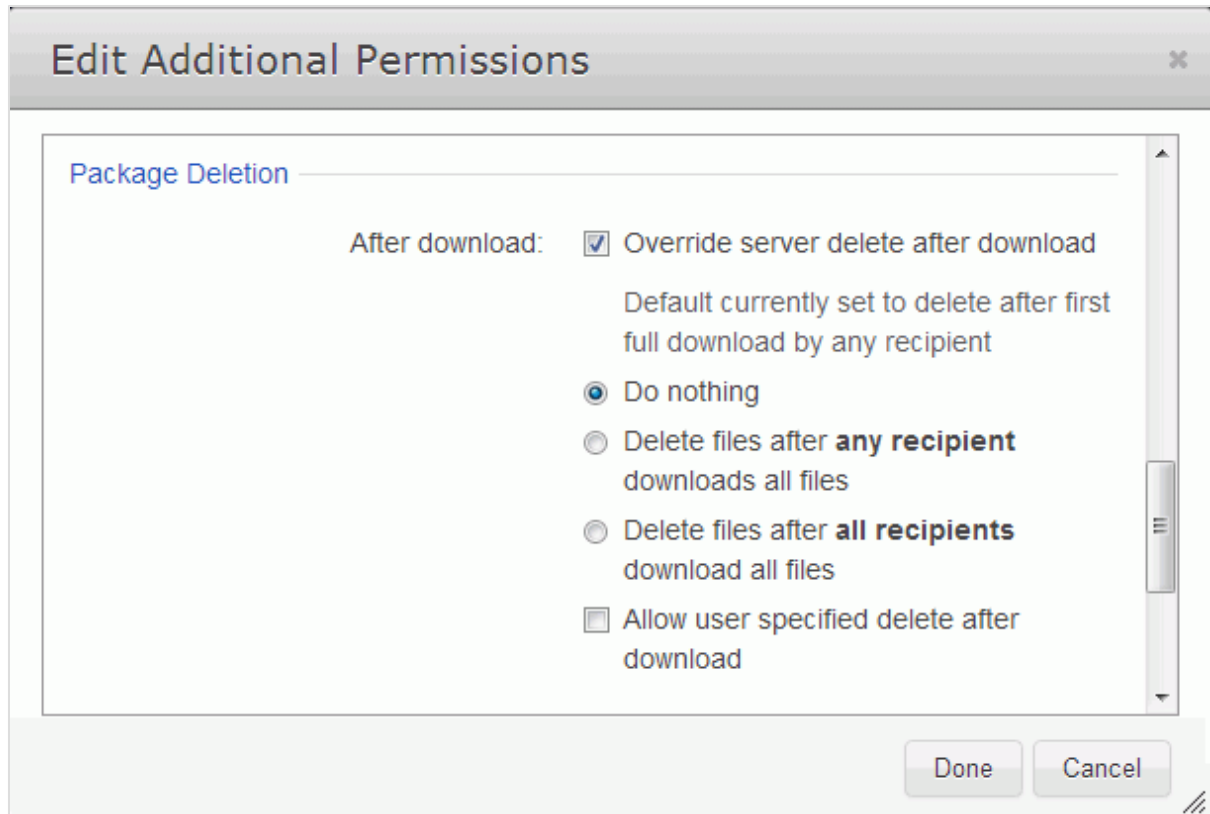 Edit Additional Permissions
Package Deletion
After download:
Override server delete after download
Default currently set to delete after first
full download by any recipient
Do nothing
Delete files after any recipient
downloads all files
Delete files after all recipients
download all files
Allow user specified delete after
download
Done
Cancel